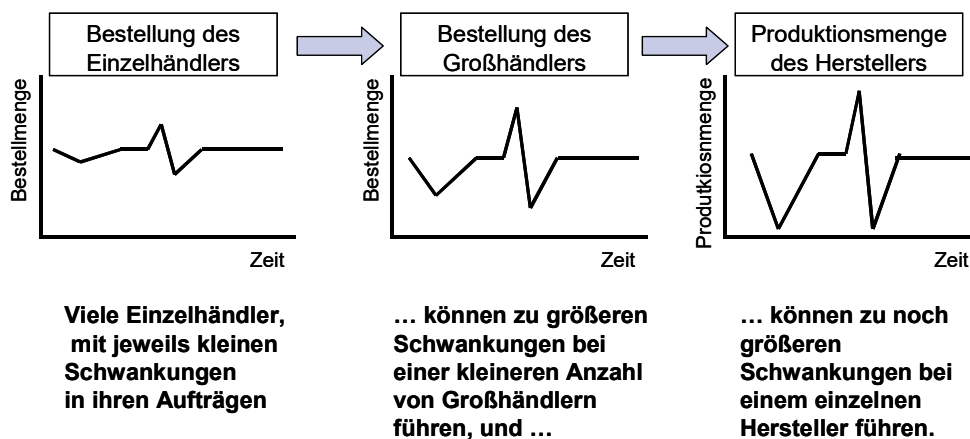 Bestellung des
Einzelhändlers
Bestellung des
Großhändlers
Produktionsmenge
des Herstellers
Bestellmenge
Zeit
Bestellmenge
Zeit
Produtkiosnmenge
Zeit
Viele Einzelhändler,
mit jeweils kleinen
Schwankungen
in ihren Aufträgen
… können zu größeren
Schwankungen bei
einer kleineren Anzahl
von Großhändlern
führen, und …
… können zu noch
größeren
Schwankungen bei
einem einzelnen
Hersteller führen.